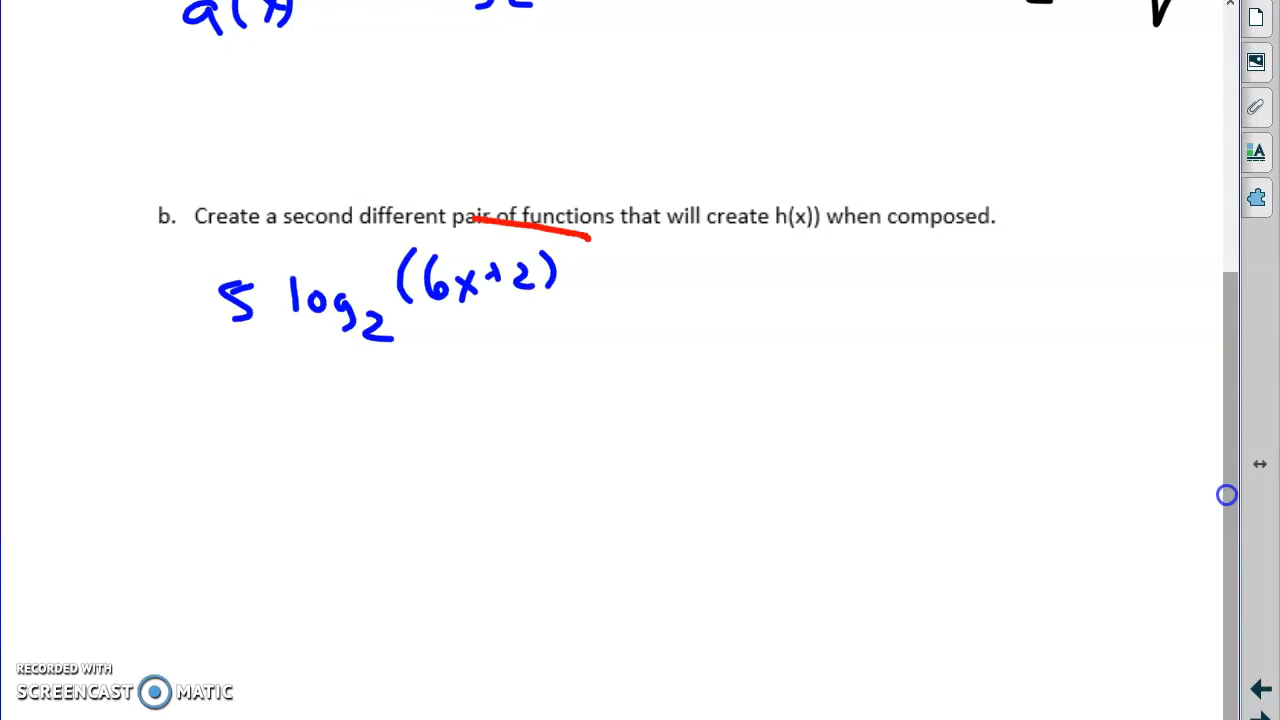 a(x)
b. Create a second different pair of functions that will create h(x)) when composed.
5 log₂ (6x+2)
RECORDED WITH
SCREENCAST MATIC